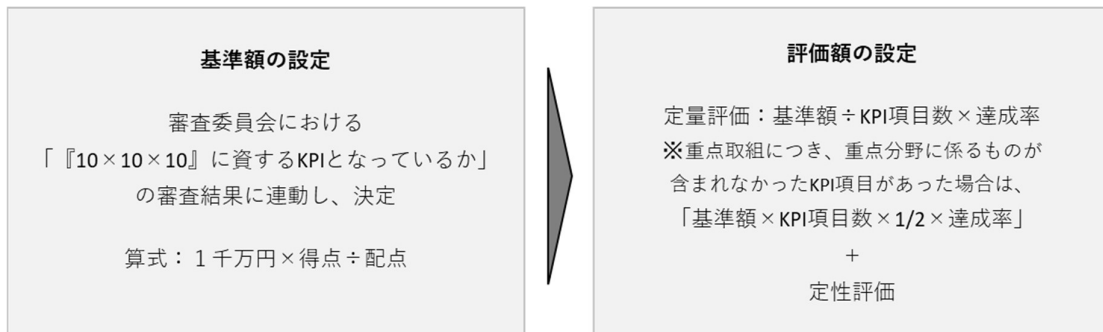 基準額の設定
審査委員会における
「『10×10×10』に資するKPIとなっているか」
の審査結果に連動し、決定
算式：１千万円×得点÷配点
評価額の設定
定量評価：基準額÷KPI項目数×達成率
※重点取組につき、重点分野に係るものが
含まれなかったKPI項目があった場合は、
「基準額×KPI項目数×1/2×達成率」
+
定性評価